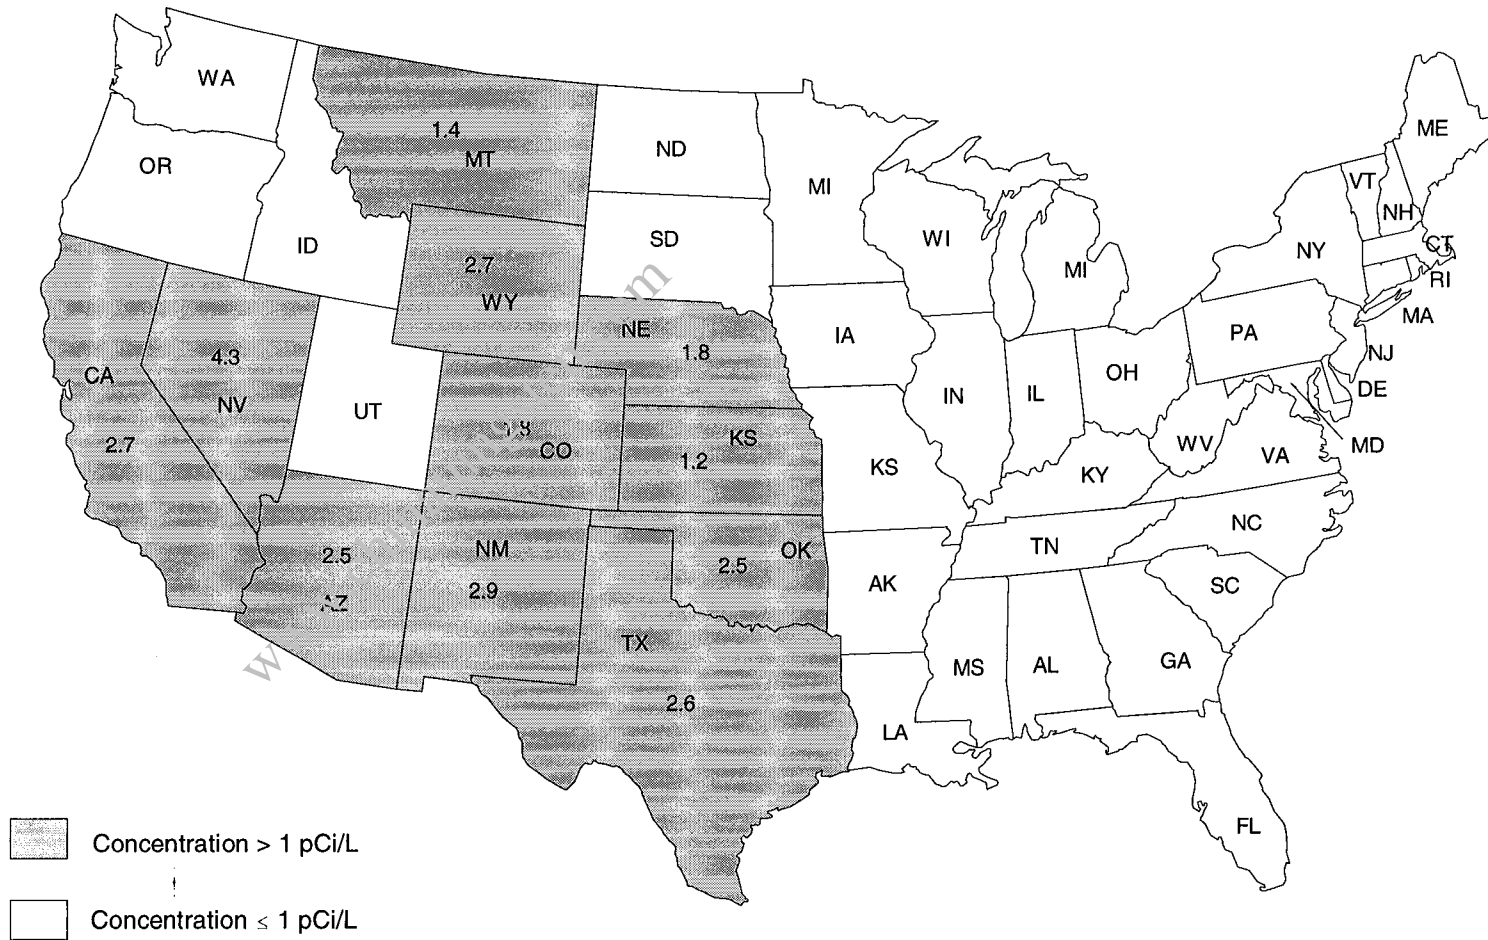 WA
OR
ID
1.4
MT
2.7
WY
ND
SD
NE
1.8
MI
WI
MI
IA
CA
2.7
4.3
NV
UT
CO
KS
1.2
KS
IN
IL
OH
PA
NY
VT
NH
ME
CT
RI
MA
NJ
DE
MD
WV
VA
KY
NC
TN
SC
2.5
AZ
NM
2.9
OK
2.5
TX
2.6
AK
LA
MS
AL
GA
FL
Concentration > 1 pCi/L
Concentration ≤ 1 pCi/L